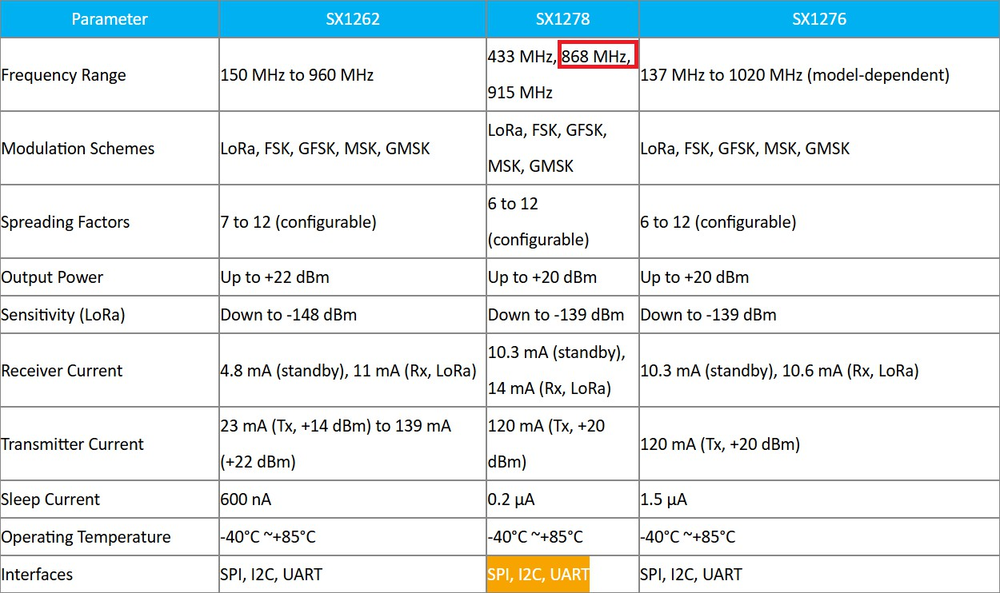 Parameter SX1262 SX1278 SX1276
Frequency Range 150 MHz to 960 MHz 433 MHz, 868 MHz, 915 MHz 137 MHz to 1020 MHz (model-dependent)
Modulation Schemes LoRa, FSK, GFSK, MSK, GMSK LoRa, FSK, GFSK, MSK, GMSK LoRa, FSK, GFSK, MSK, GMSK
Spreading Factors 7 to 12 (configurable) 6 to 12 (configurable) 6 to 12 (configurable)
Output Power Up to +22 dBm Up to +20 dBm Up to +20 dBm
Sensitivity (LoRa) Down to -148 dBm Down to -139 dBm Down to -139 dBm
Receiver Current 4.8 mA (standby), 11 mA (Rx, LoRa) 10.3 mA (standby), 14 mA (Rx, LoRa) 10.3 mA (standby), 10.6 mA (Rx, LoRa)
Transmitter Current 23 mA (Tx, +14 dBm) to 139 mA (+22 dBm) 120 mA (Tx, +20 dBm) 120 mA (Tx, +20 dBm)
Sleep Current 600 nA 0.2 µA 1.5 µA
Operating Temperature -40°C ~+85°C -40°C ~+85°C -40°C ~+85°C
Interfaces SPI, I2C, UART SPI, I2C, UART SPI, I2C, UART